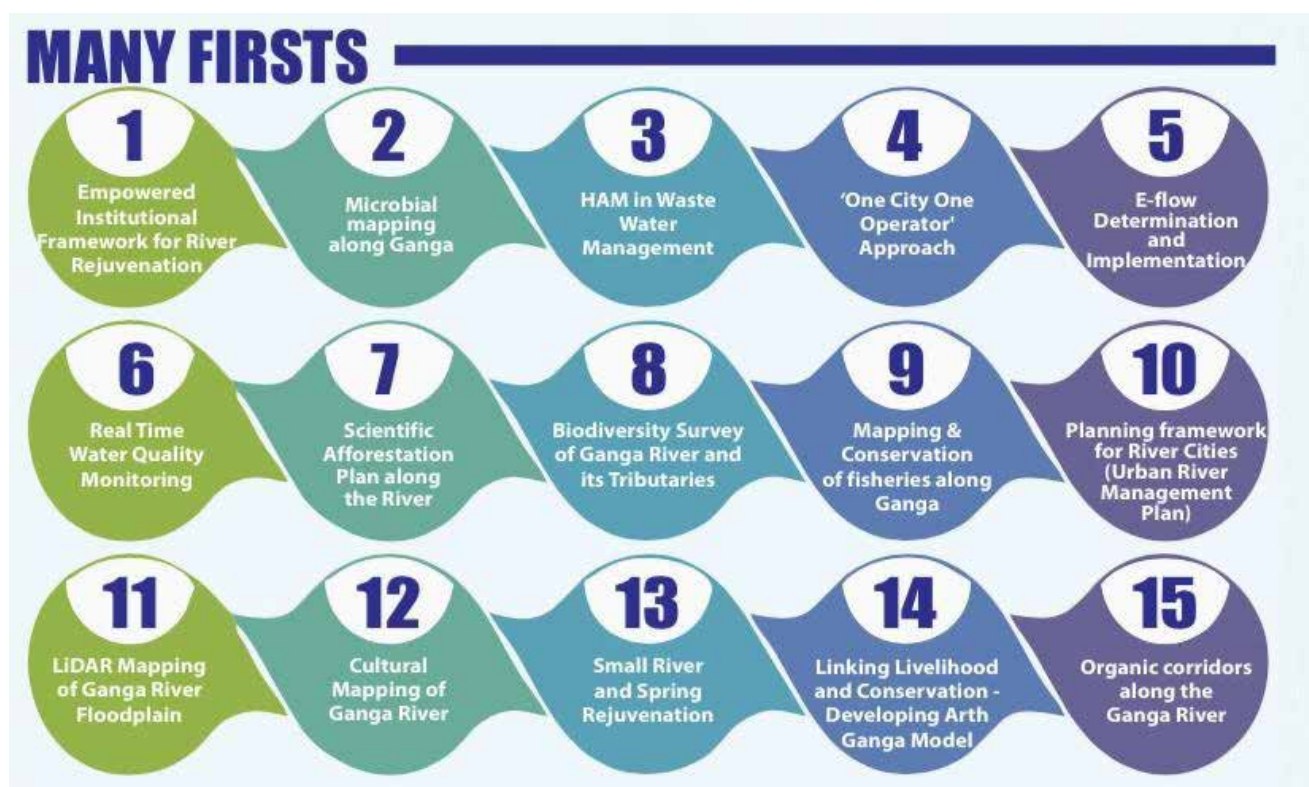 MANY FIRSTS
1
Empowered
Institutional
Framework for River
Rejuvenation
2
Microbial
mapping
along Ganga
3
HAM in Waste
Water
Management
4
‘One City One
Operator'
Approach
5
E-flow
Determination
and
Implementation
6
Real Time
Water Quality
Monitoring
7
Scientific
Afforestation
Plan along
the River
8
Biodiversity Survey
of Ganga River and
its Tributaries
9
Mapping &
Conservation
of fisheries along
Ganga
10
Planning framework
for River Cities
(Urban River
Management
Plan)
11
LiDAR Mapping
of Ganga River
Floodplain
12
Cultural
Mapping of
Ganga River
13
Small River
and Spring
Rejuvenation
14
Linking Livelihood
and Conservation -
Developing Arth
Ganga Model
15
Organic corridors
along the
Ganga River